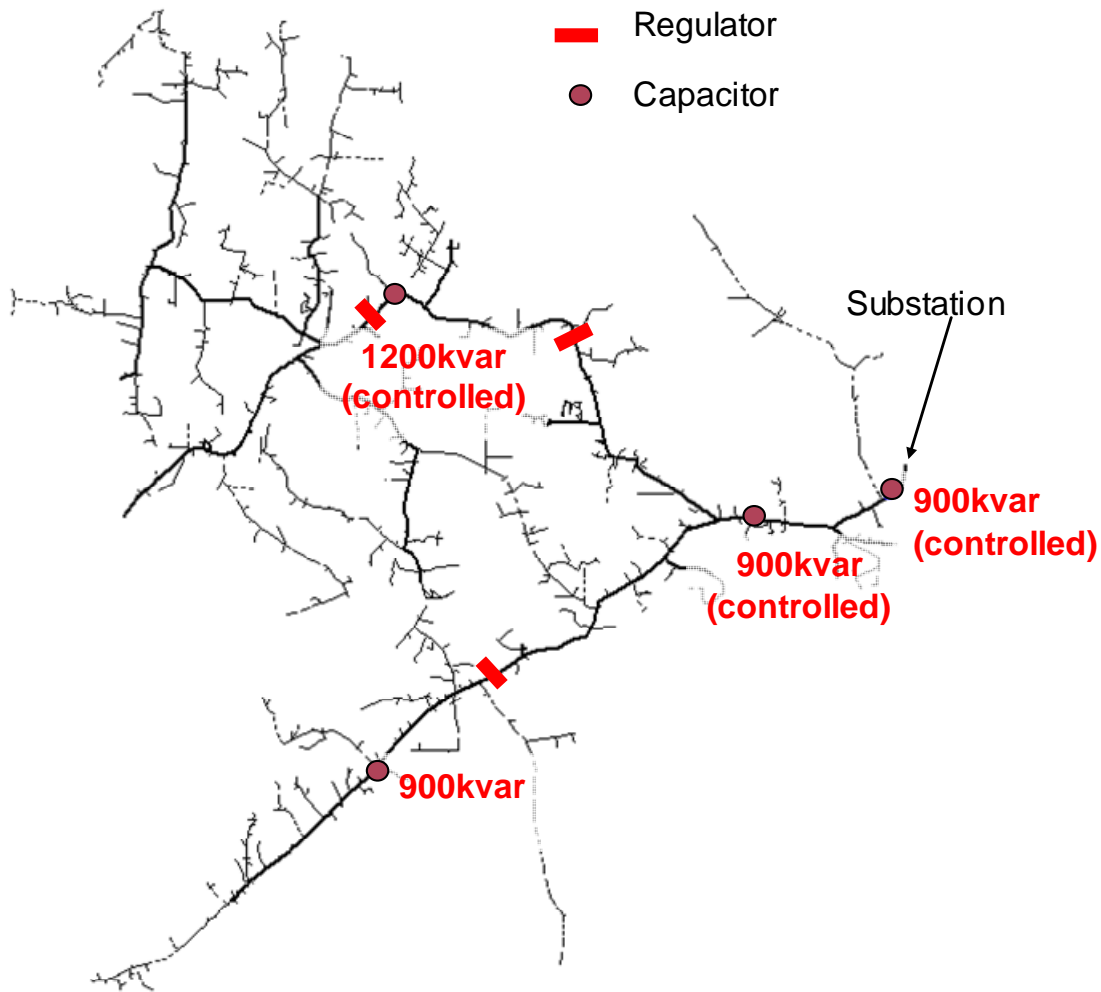 Regulator
Capacitor
Substation
1200kvar
(controlled)
900kvar
(controlled)
900kvar
(controlled)
900kvar